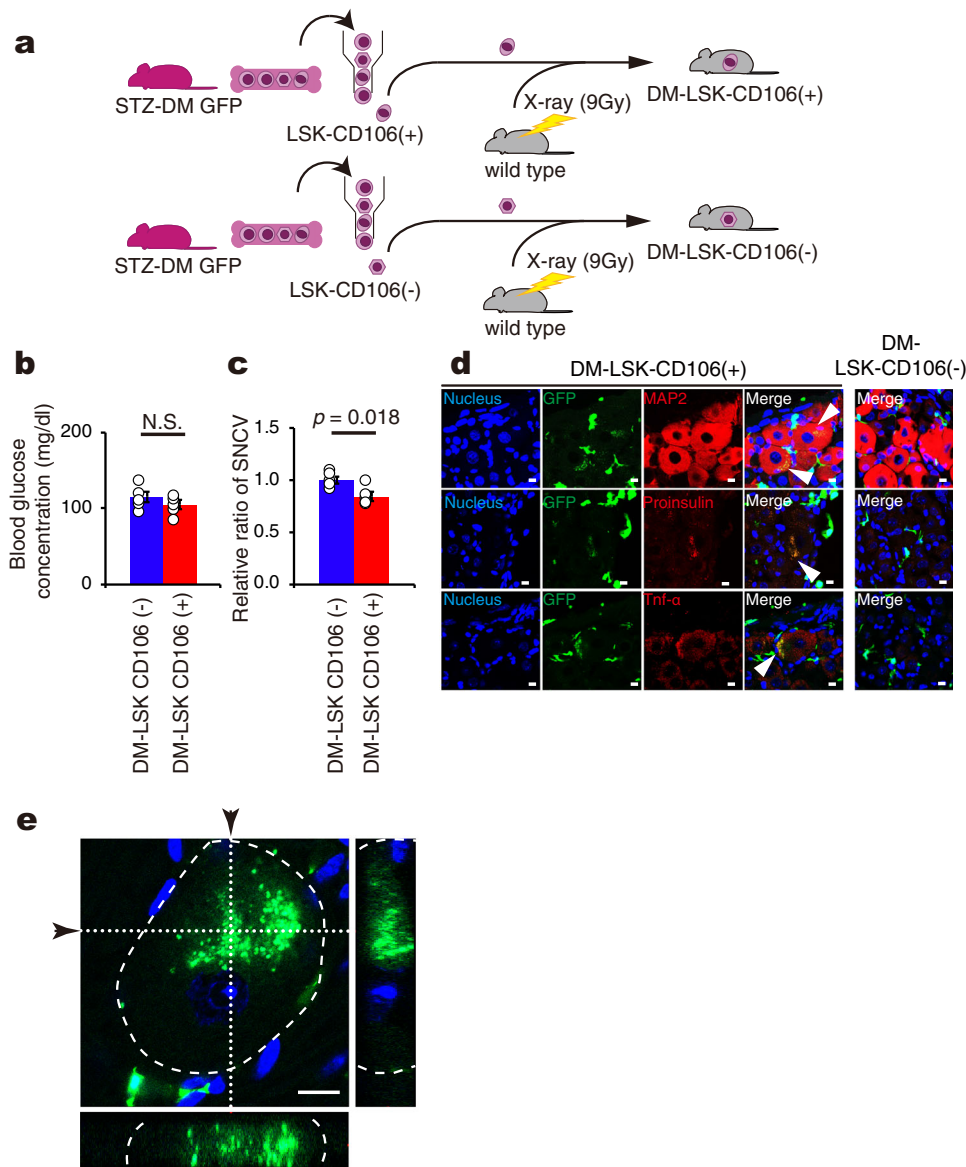 a
STZ-DM GFP
LSK-CD106(+)
X-ray (9Gy)
wild type
DM-LSK-CD106(+)
STZ-DM GFP
LSK-CD106(-)
X-ray (9Gy)
wild type
DM-LSK-CD106(-)
b
Blood glucose
concentration (mg/dl)
200
100
0
N.S.
DM-LSK CD106 (-)
DM-LSK CD106 (+)
c
Relative ratio of SNCV
1.5
1.0
0.5
0.0
p = 0.018
DM-LSK CD106 (-)
DM-LSK CD106 (+)
d
DM-LSK-CD106(+)
DM-
LSK-CD106(-)
Nucleus GFP MAP2 Merge Merge
Nucleus GFP Proinsulin Merge Merge
Nucleus GFP Tnf-α Merge Merge
e